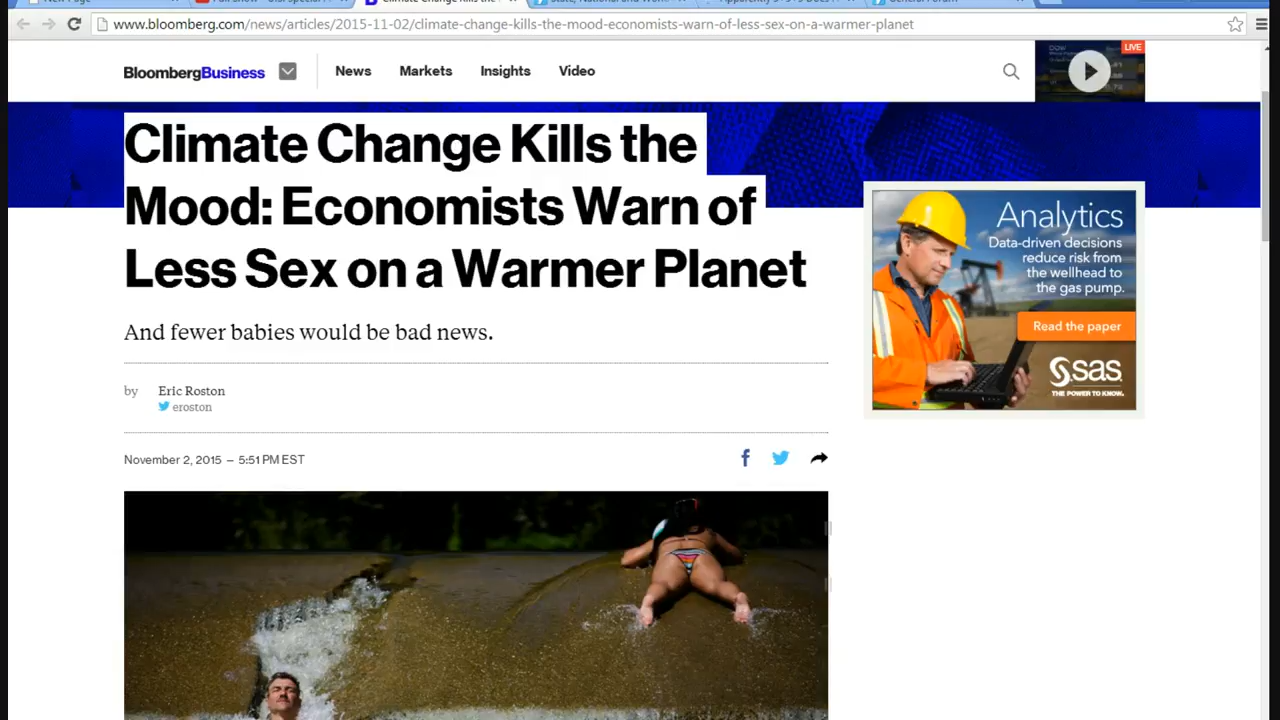 www.bloomberg.com/news/articles/2015-11-02/climate-change-kills-the-mood-economists-warn-of-less-sex-on-a-warmer-planet
BloombergBusiness
News
Markets
Insights
Video
LIVE
Climate Change Kills the
Mood: Economists Warn of
Less Sex on a Warmer Planet
And fewer babies would be bad news.
by Eric Roston
eroston
November 2, 2015 – 5:51 PM EST
Analytics
Data-driven decisions
reduce risk from
the wellhead to
the gas pump.
Read the paper
sas
THE POWER TO KNOW.